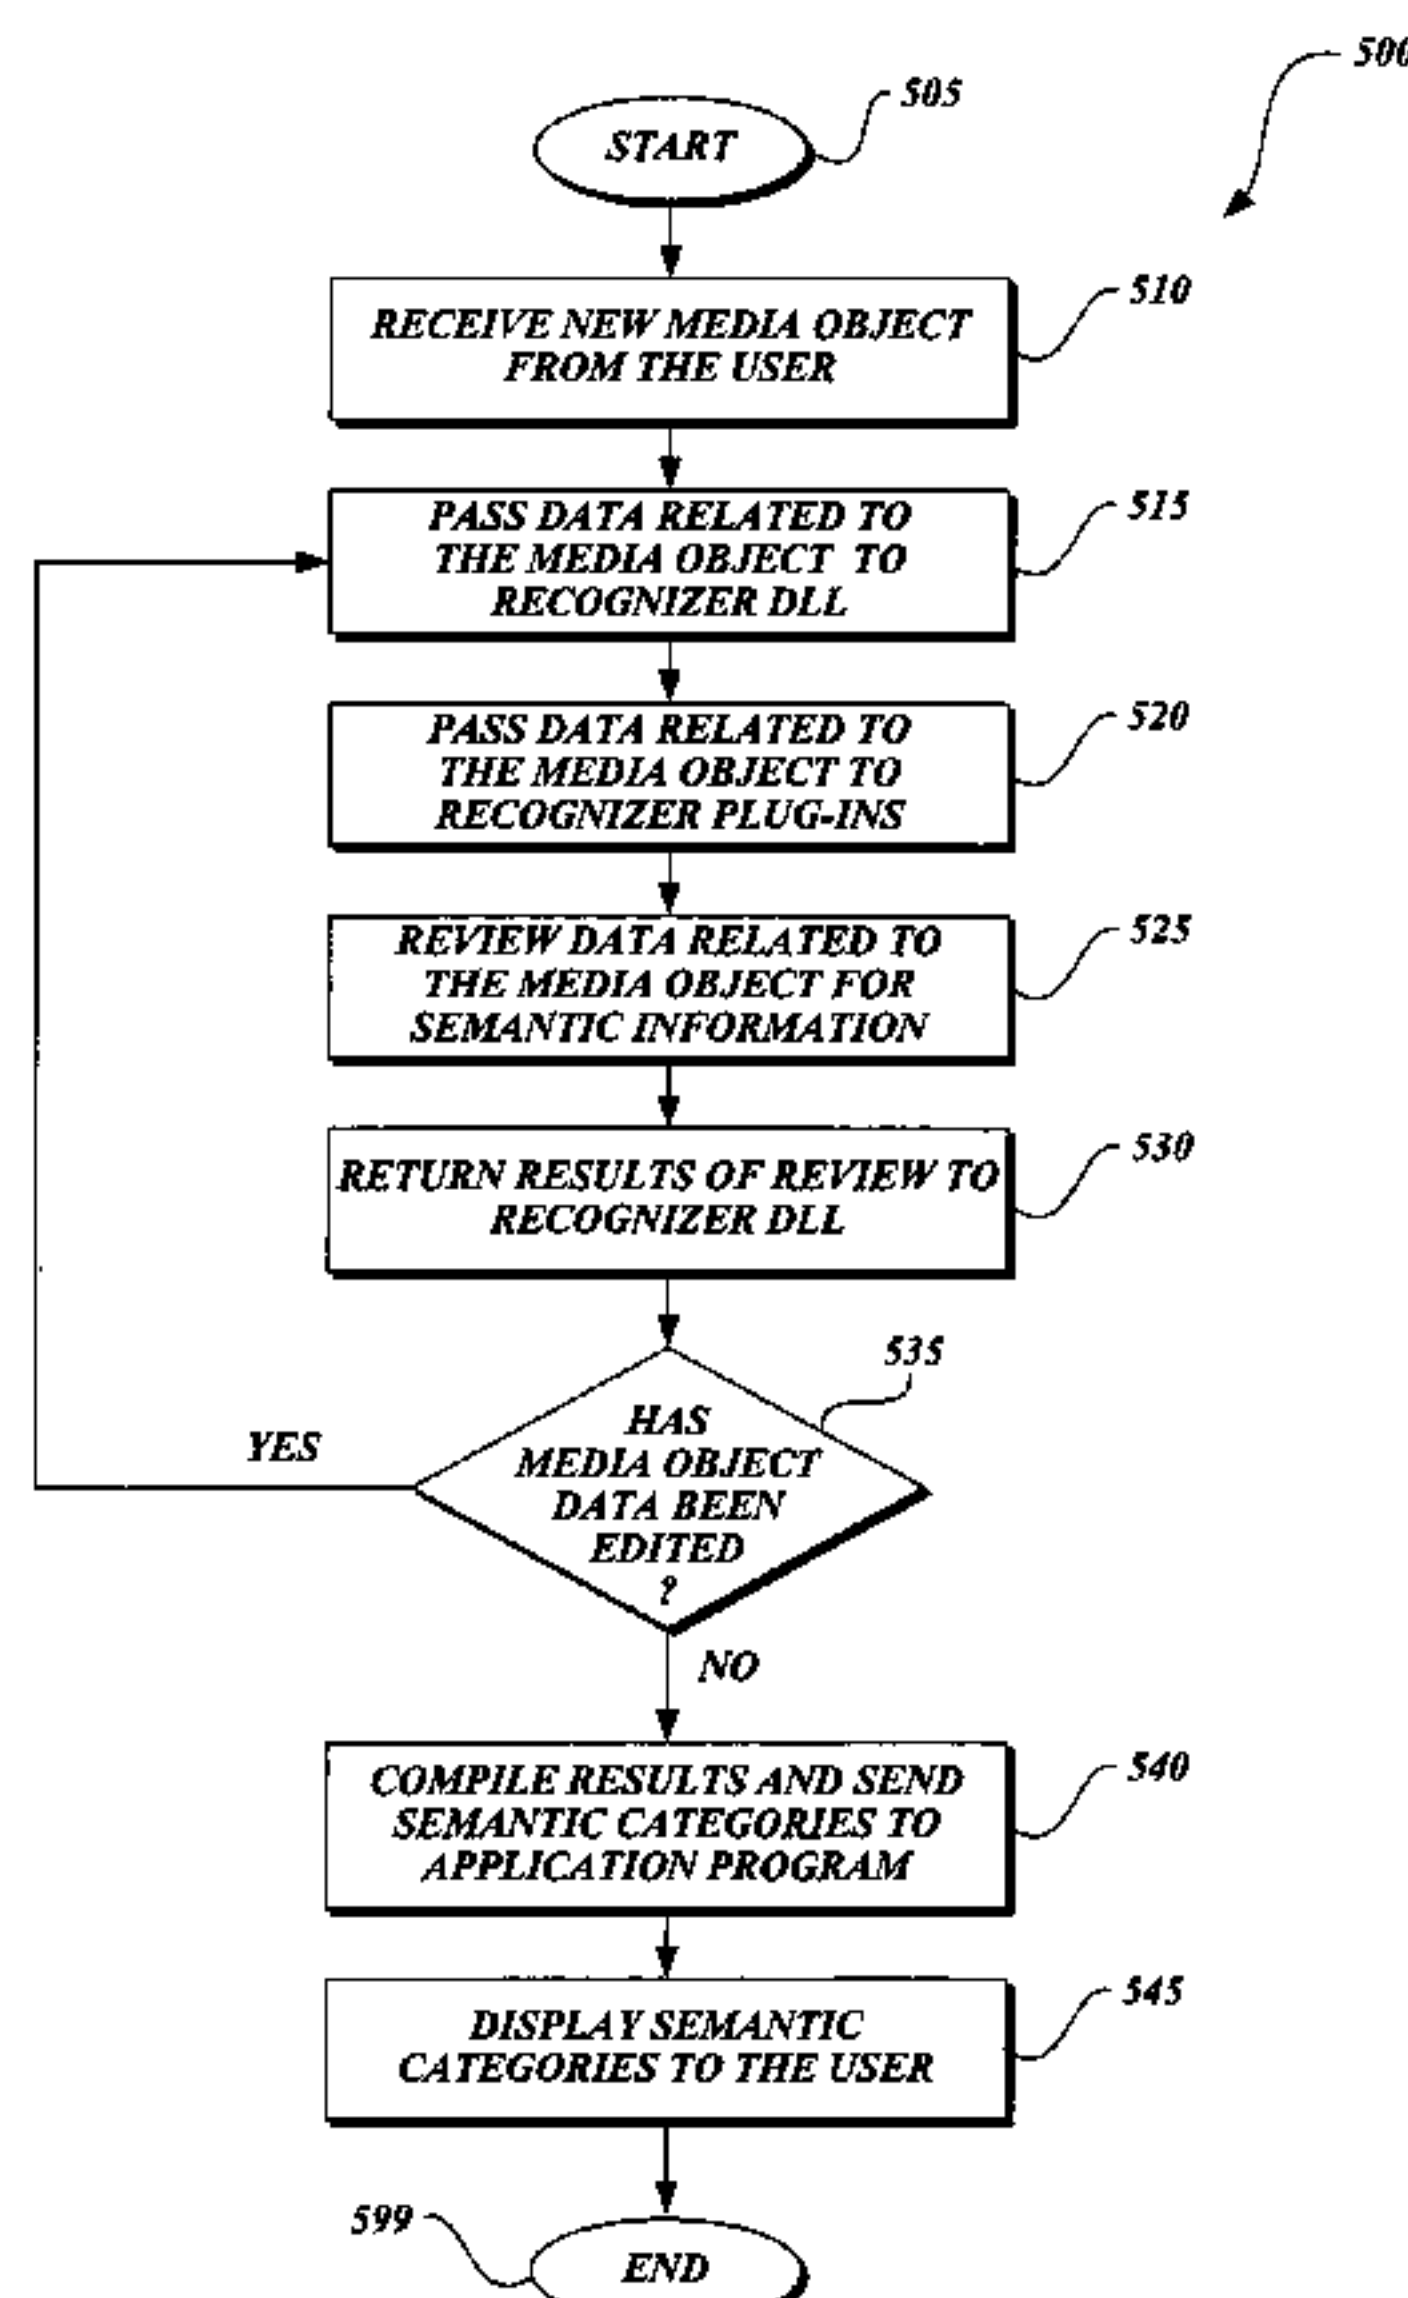 500
505
START
510
RECEIVE NEW MEDIA OBJECT
FROM THE USER
515
PASS DATA RELATED TO
THE MEDIA OBJECT TO
RECOGNIZER DLL
520
PASS DATA RELATED TO
THE MEDIA OBJECT TO
RECOGNIZER PLUG-INS
525
REVIEW DATA RELATED TO
THE MEDIA OBJECT FOR
SEMANTIC INFORMATION
530
RETURN RESULTS OF REVIEW TO
RECOGNIZER DLL
535
HAS
MEDIA OBJECT
DATA BEEN
EDITED
?
YES
NO
540
COMPILE RESULTS AND SEND
SEMANTIC CATEGORIES TO
APPLICATION PROGRAM
545
DISPLAY SEMANTIC
CATEGORIES TO THE USER
599
END